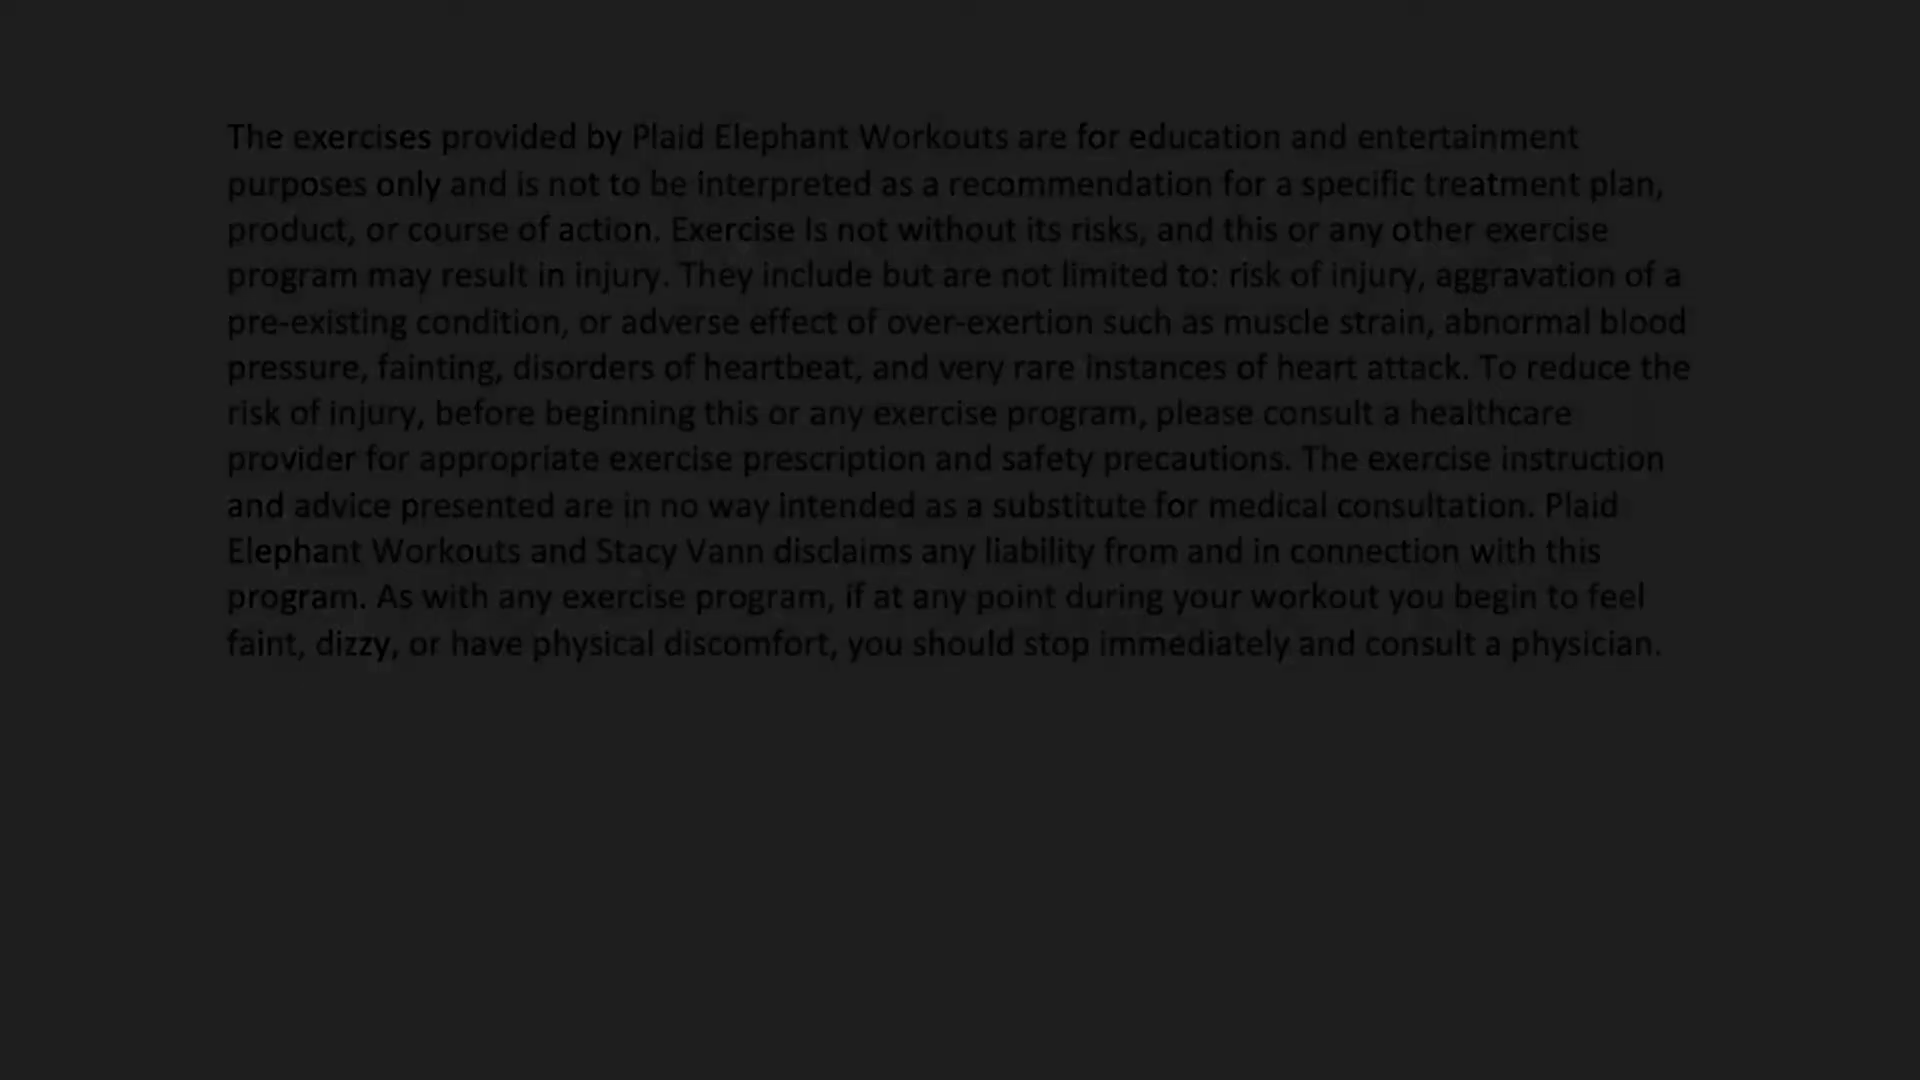 The exercises provided by Plaid Elephant Workouts are for education and entertainment
purposes only and is not to be interpreted as a recommendation for a specific treatment plan,
product, or course of action. Exercise Is not without its risks, and this or any other exercise
program may result in injury. They include but are not limited to: risk of injury, aggravation of a
pre-existing condition, or adverse effect of over-exertion such as muscle strain, abnormal blood
pressure, fainting, disorders of heartbeat, and very rare instances of heart attack. To reduce the
risk of injury, before beginning this or any exercise program, please consult a healthcare
provider for appropriate exercise prescription and safety precautions. The exercise instruction
and advice presented are in no way intended as a substitute for medical consultation. Plaid
Elephant Workouts and Stacy Vann disclaims any liability from and in connection with this
program. As with any exercise program, if at any point during your workout you begin to feel
faint, dizzy, or have physical discomfort, you should stop immediately and consult a physician.